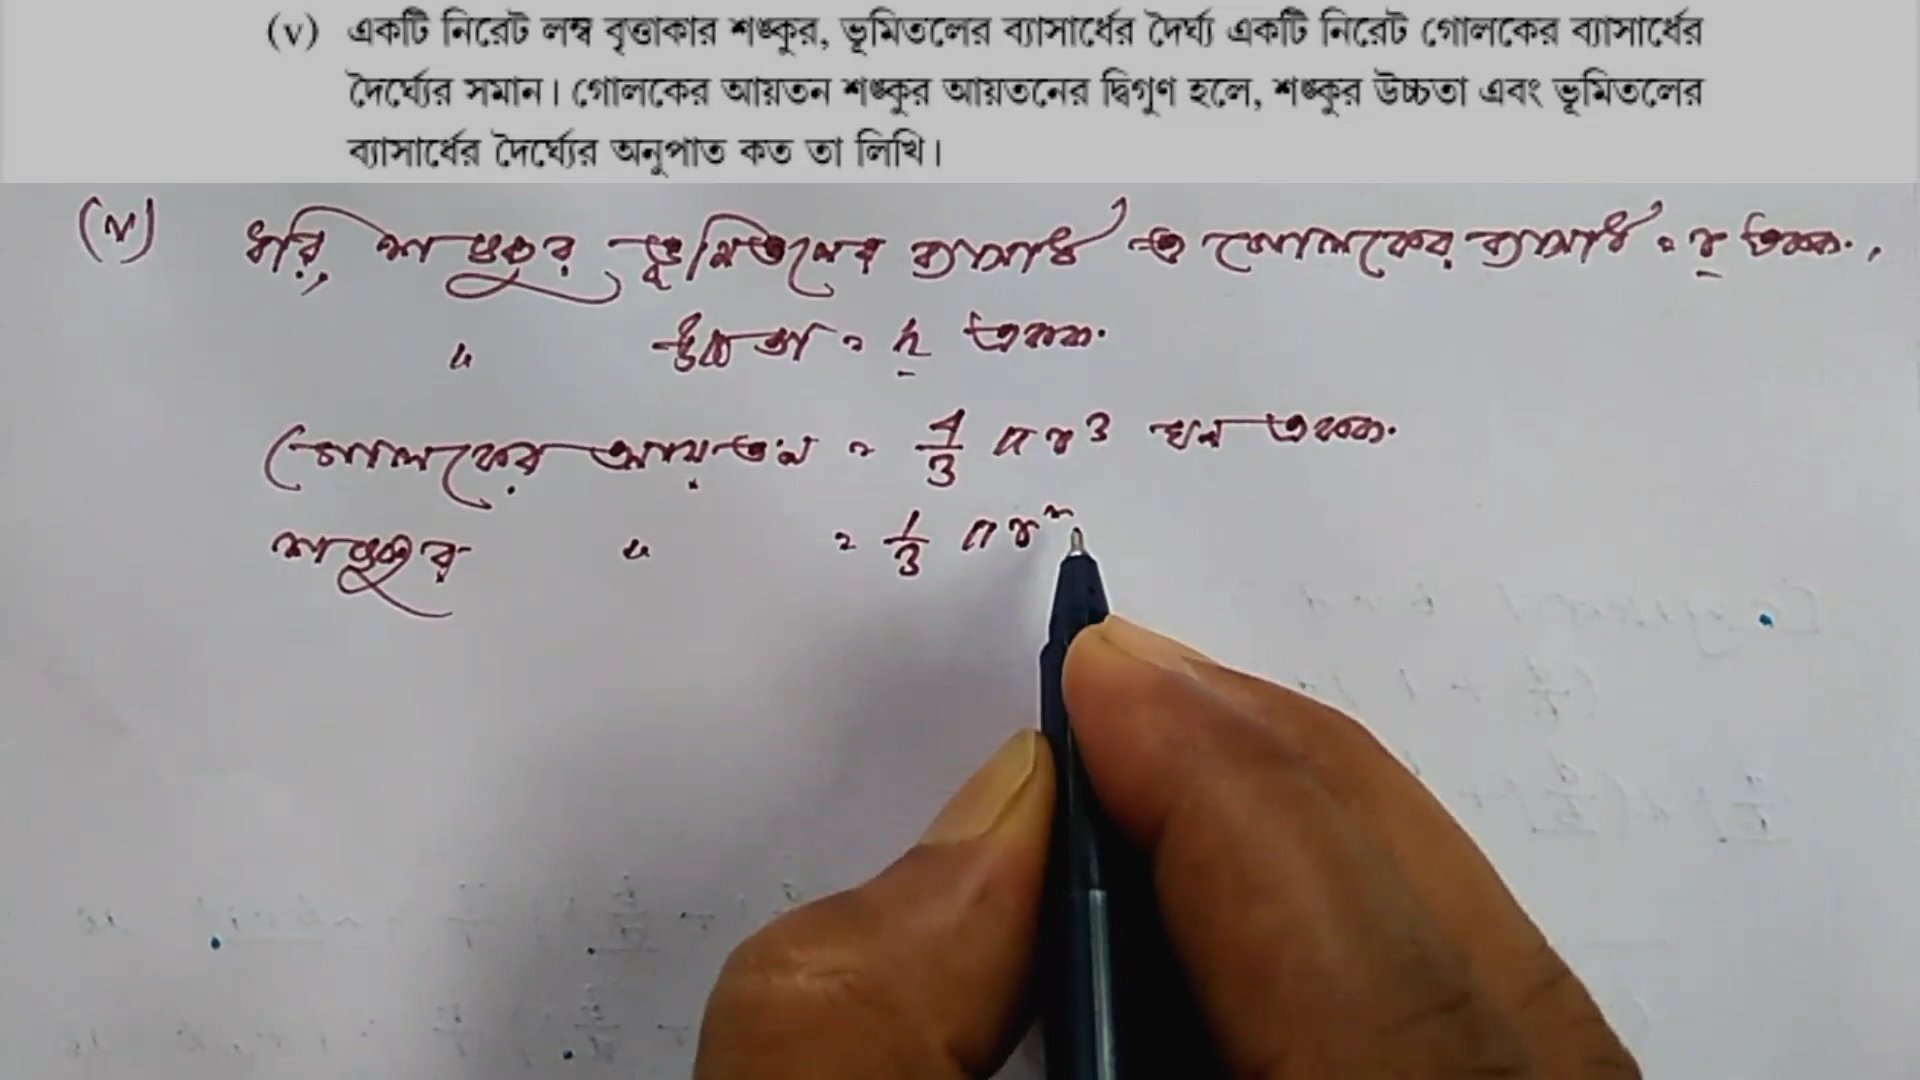 (v) একটি নিরেট লম্ব বৃত্তাকার শঙ্কুর, ভূমিতলের ব্যাসার্ধের দৈর্ঘ্য একটি নিরেট গোলকের ব্যাসার্ধের
দৈর্ঘ্যের সমান। গোলকের আয়তন শঙ্কুর আয়তনের দ্বিগুণ হলে, শঙ্কুর উচ্চতা এবং ভূমিতলের
ব্যাসার্ধের দৈর্ঘ্যের অনুপাত কত তা লিখি।
(v) ধরি, শঙ্কুর ভূমিতলের ব্যাসার্ধ ও গোলকের ব্যাসার্ধ = r একক,
" উচ্চতা = h একক.
গোলকের আয়তন = 4/3 πr³ ঘন একক.
শঙ্কুর " = 1/3 πr²